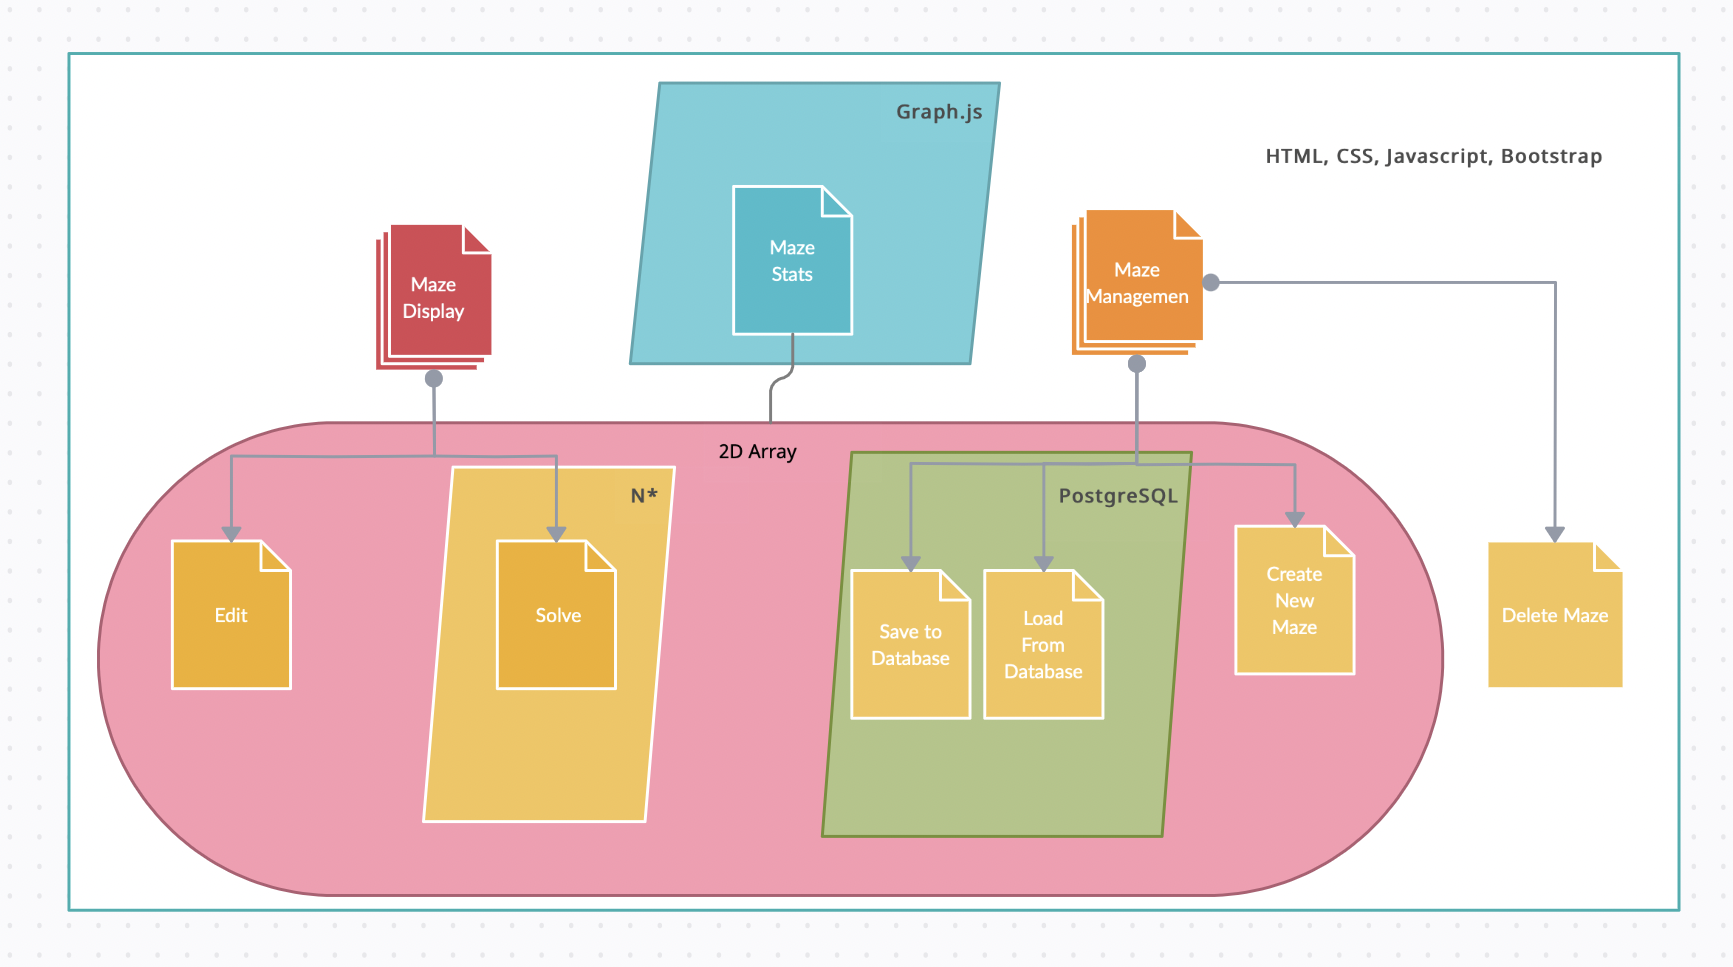 Graph.js
HTML, CSS, Javascript, Bootstrap
Maze
Stats
Maze
Display
Maze
Managemen
2D Array
N*
PostgreSQL
Edit
Solve
Save to
Database
Load
From
Database
Create
New
Maze
Delete Maze